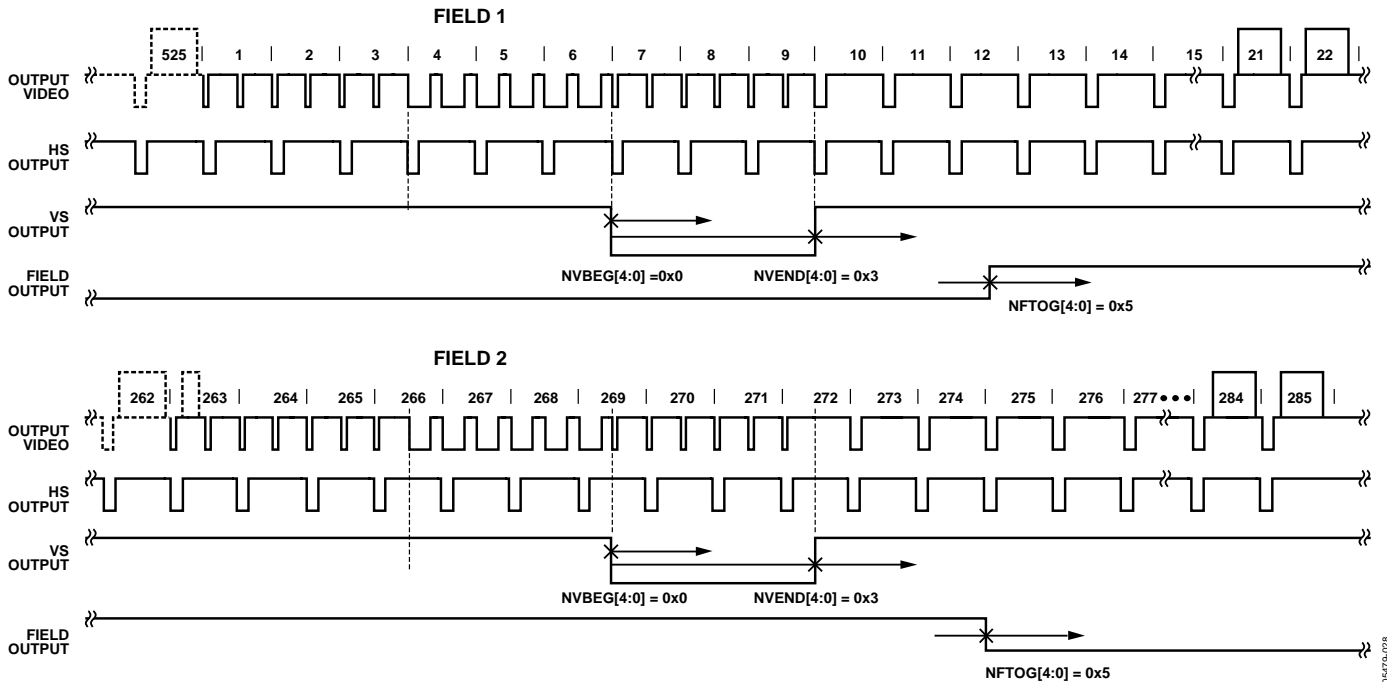 FIELD 1
525 1 2 3 4 5 6 7 8 9 10 11 12 13 14 15 21 22
OUTPUT
VIDEO
HS
OUTPUT
VS
OUTPUT
NVBEG[4:0] =0x0 NVEND[4:0] = 0x3
FIELD
OUTPUT
NFTOG[4:0] = 0x5
FIELD 2
262 263 264 265 266 267 268 269 270 271 272 273 274 275 276 277 ••• 284 285
OUTPUT
VIDEO
HS
OUTPUT
VS
OUTPUT
NVBEG[4:0] = 0x0 NVEND[4:0] = 0x3
FIELD
OUTPUT
NFTOG[4:0] = 0x5
05479-028